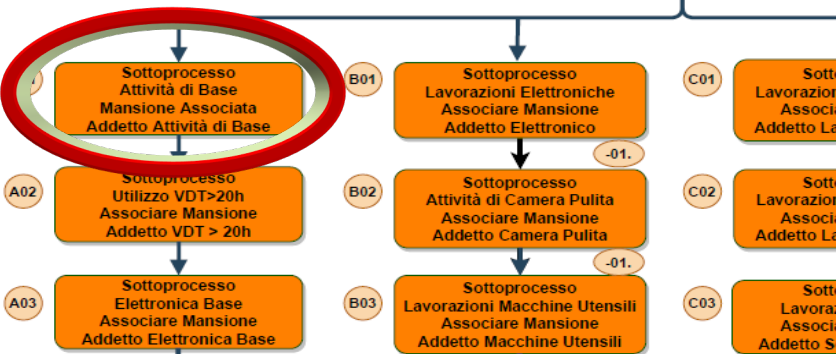 Sottoprocesso
Attività di Base
Mansione Associata
Addetto Attività di Base
B01
Sottoprocesso
Lavorazioni Elettroniche
Associare Mansione
Addetto Elettronico
C01
-01.
A02
Sottoprocesso
Utilizzo VDT>20h
Associare Mansione
Addetto VDT > 20h
B02
Sottoprocesso
Attività di Camera Pulita
Associare Mansione
Addetto Camera Pulita
C02
-01.
A03
Sottoprocesso
Elettronica Base
Associare Mansione
Addetto Elettronica Base
B03
Sottoprocesso
Lavorazioni Macchine Utensili
Associare Mansione
Addetto Macchine Utensili
C03
Addetto
Addetto
Addetto